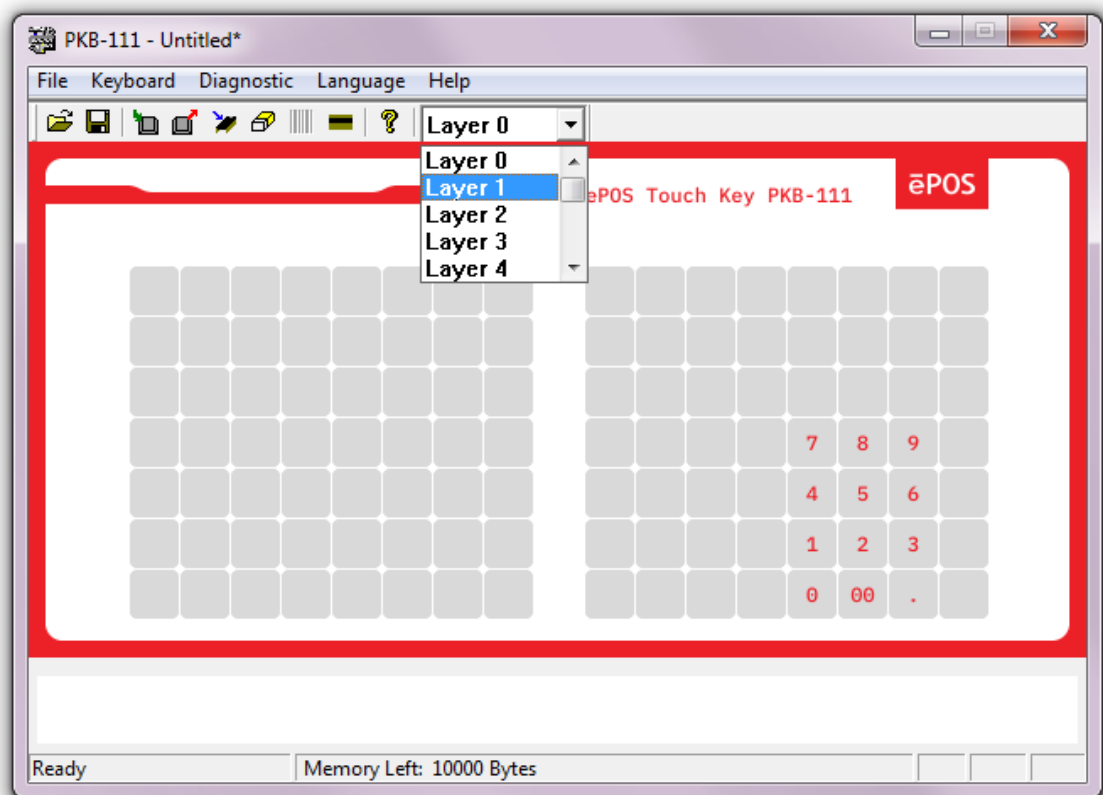 PKB-111 - Untitled*
File Keyboard Diagnostic Language Help
Layer 0
Layer 0
Layer 1
Layer 2
Layer 3
Layer 4
ePOS Touch Key PKB-111
ēPOS
7 8 9
4 5 6
1 2 3
0 00 .
Ready
Memory Left: 10000 Bytes